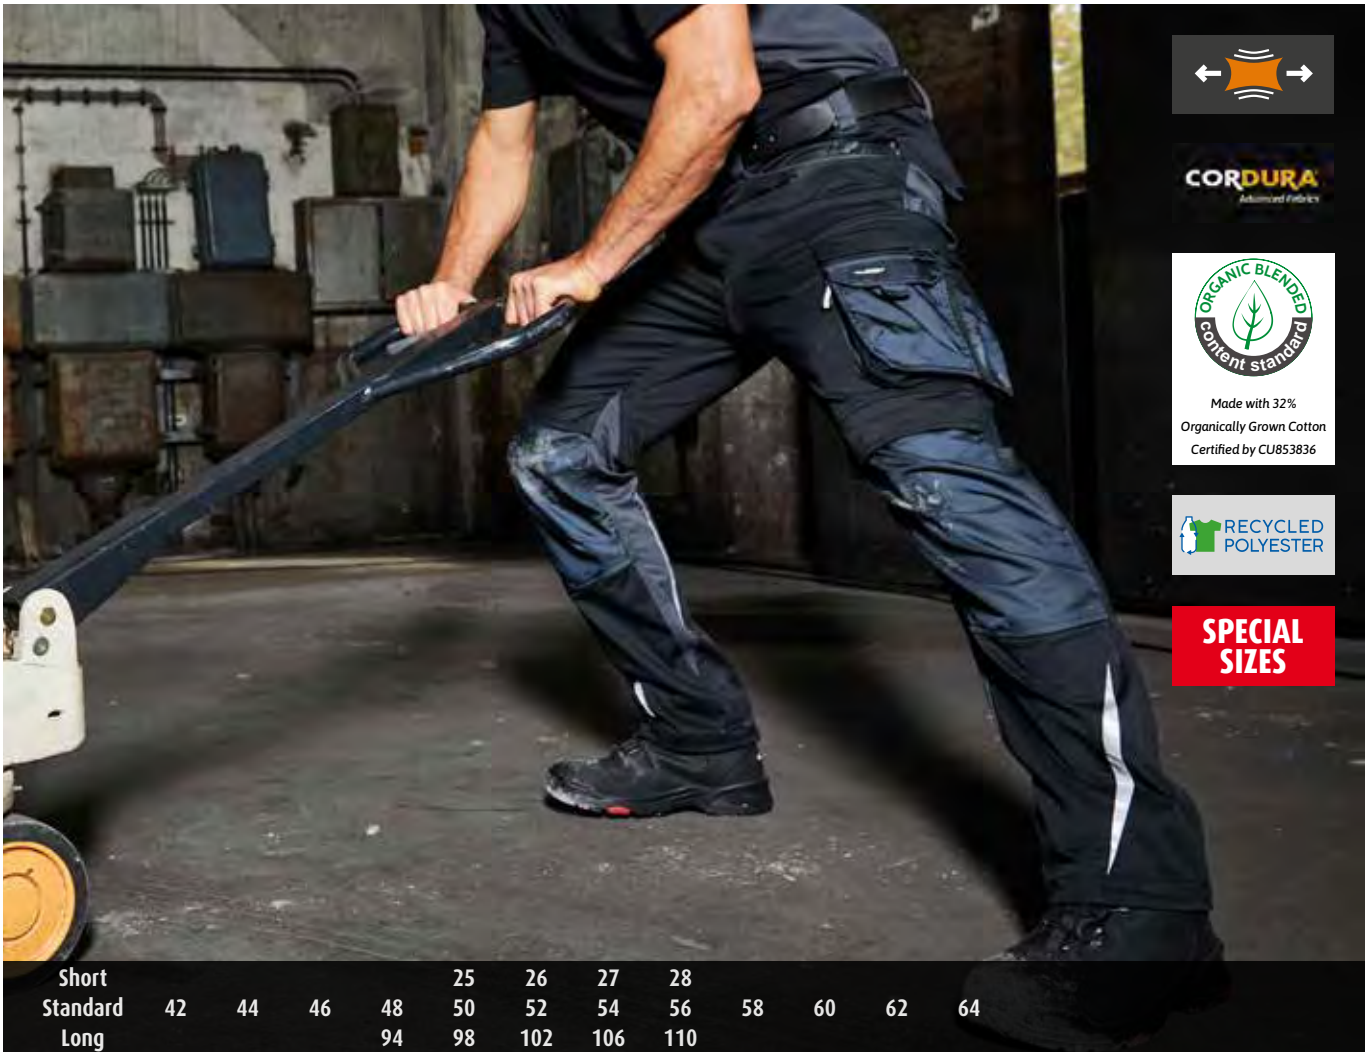 CORDURA
Advanced Fabrics
ORGANIC BLENDED
content standard
Made with 32%
Organically Grown Cotton
Certified by CU853836
RECYCLED
POLYESTER
SPECIAL
SIZES
Short 25 26 27 28
Standard 42 44 46 48 50 52 54 56 58 60 62 64
Long 94 98 102 106 110